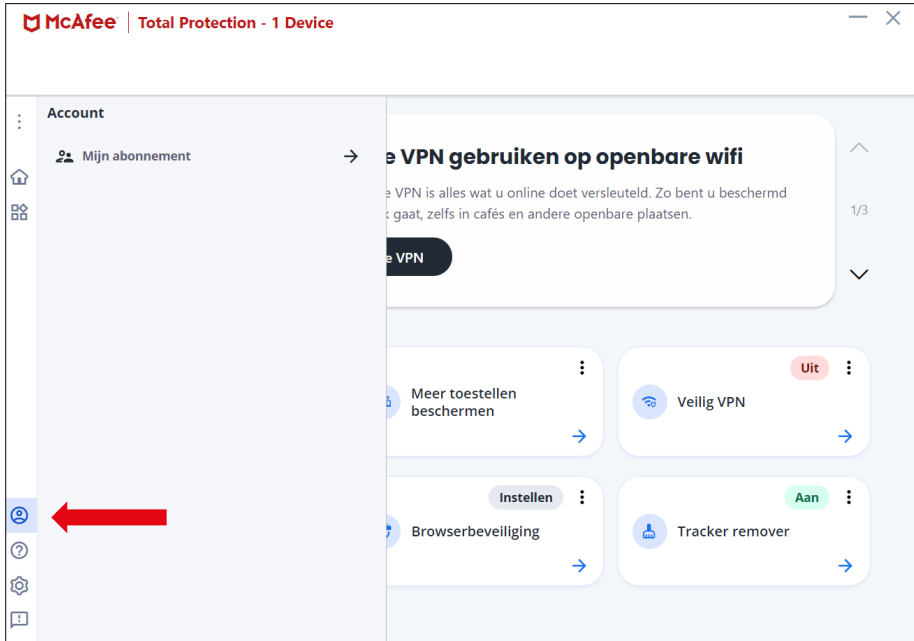 McAfee Total Protection - 1 Device
Account
Mijn abonnement
e VPN gebruiken op openbare wifi
e VPN is alles wat u online doet versleuteld. Zo bent u beschermd
k gaat, zelfs in cafés en andere openbare plaatsen.
1/3
e VPN
Meer toestellen
beschermen
Uit
Veilig VPN
Instellen
Browserbeveiliging
Aan
Tracker remover